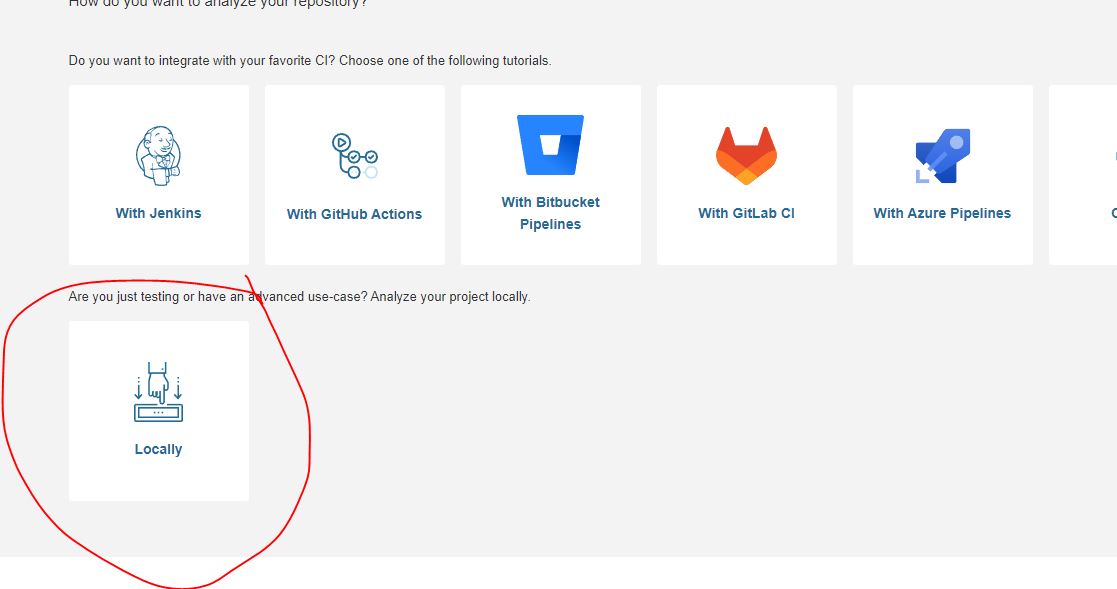 How do you want to analyze your repository?
Do you want to integrate with your favorite CI? Choose one of the following tutorials.
With Jenkins
With GitHub Actions
With Bitbucket
Pipelines
With GitLab CI
With Azure Pipelines
Are you just testing or have an advanced use-case? Analyze your project locally.
Locally